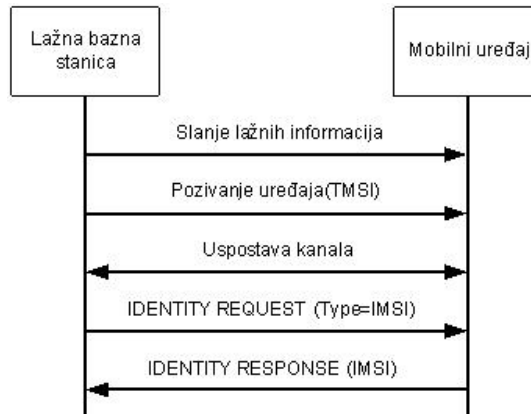 Lažna bazna
stanica
Mobilni uređaj
Slanje lažnih informacija
Pozivanje uređaja(TMSI)
Uspostava kanala
IDENTITY REQUEST (Type=IMSI)
IDENTITY RESPONSE (IMSI)